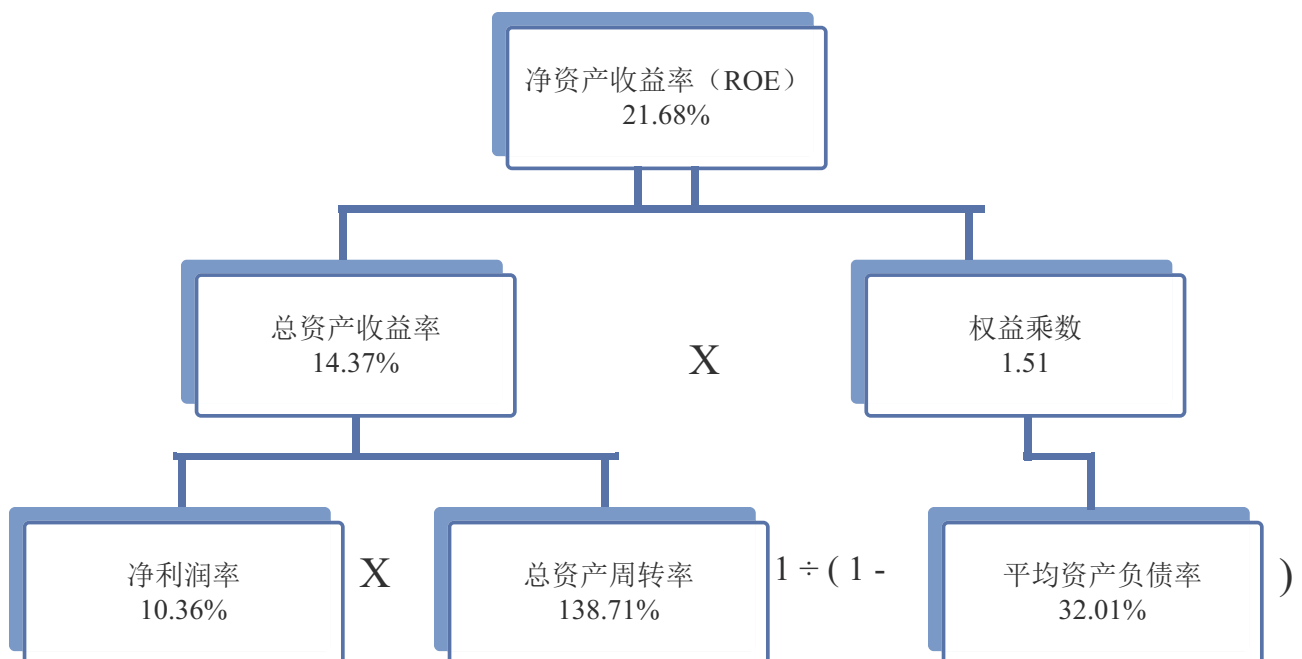 净资产收益率（ROE）
21.68%
总资产收益率
14.37%
X
权益乘数
1.51
净利润率
10.36%
X
总资产周转率
138.71%
1 ÷ ( 1 -
平均资产负债率
32.01%
)